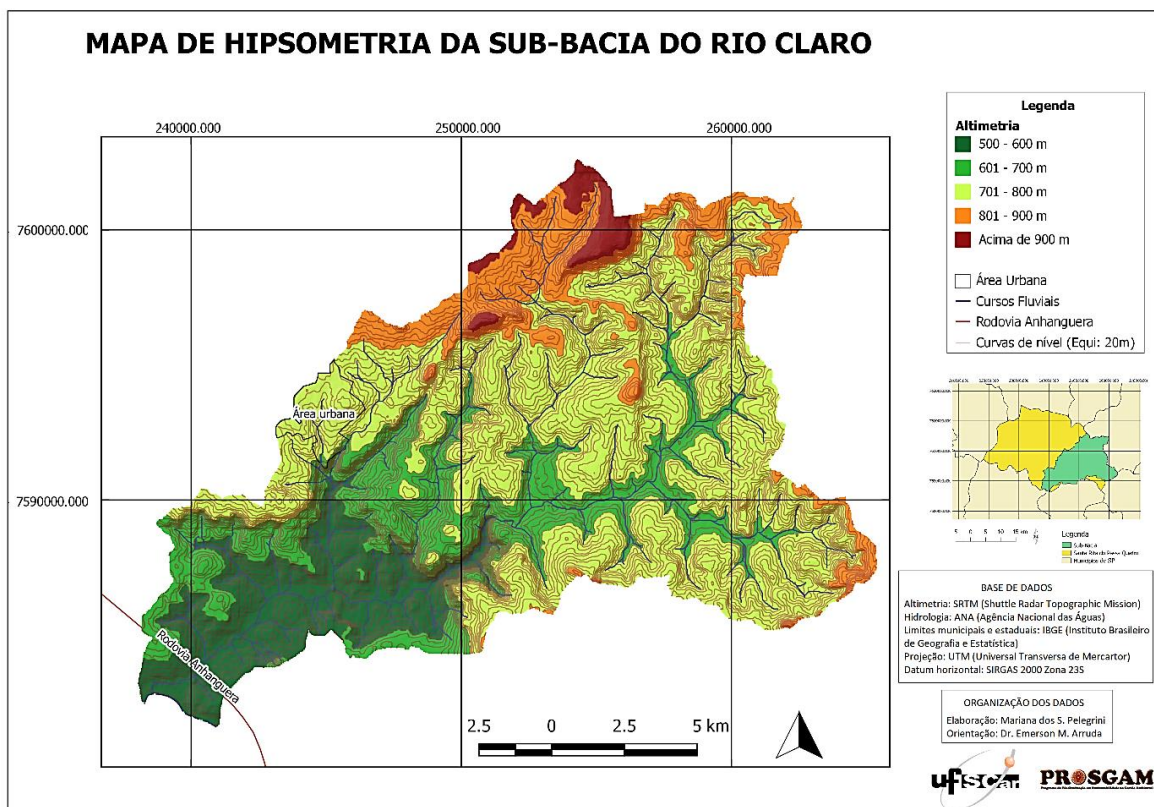 MAPA DE HIPSOMETRIA DA SUB-BACIA DO RIO CLARO
240000.000
250000.000
260000.000
7600000.000
7590000.000
Área urbana
Rodovia Anhanguera
2.5 0 2.5 5 km
Legenda
Altimetria
500 - 600 m
601 - 700 m
701 - 800 m
801 - 900 m
Acima de 900 m
Área Urbana
Cursos Fluviais
Rodovia Anhanguera
Curvas de nível (Equi: 20m)
Legenda
BASE DE DADOS
Altimetria: SRTM (Shuttle Radar Topographic Mission)
Hidrologia: ANA (Agência Nacional das Águas)
Limites municipais e estaduais: IBGE (Instituto Brasileiro
de Geografia e Estatística)
Projeção: UTM (Universal Transversa de Mercartor)
Datum horizontal: SIRGAS 2000 Zona 23S
ORGANIZAÇÃO DOS DADOS
Elaboração: Mariana dos S. Pelegrini
Orientação: Dr. Emerson M. Arruda
ufscar
PROSGAM